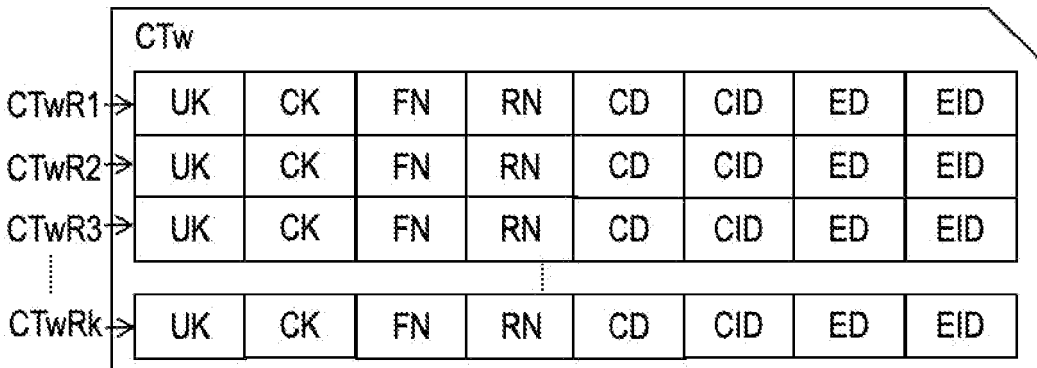 CTw
CTwR1 UK CK FN RN CD CID ED EID
CTwR2 UK CK FN RN CD CID ED EID
CTwR3 UK CK FN RN CD CID ED EID
CTwRk UK CK FN RN CD CID ED EID